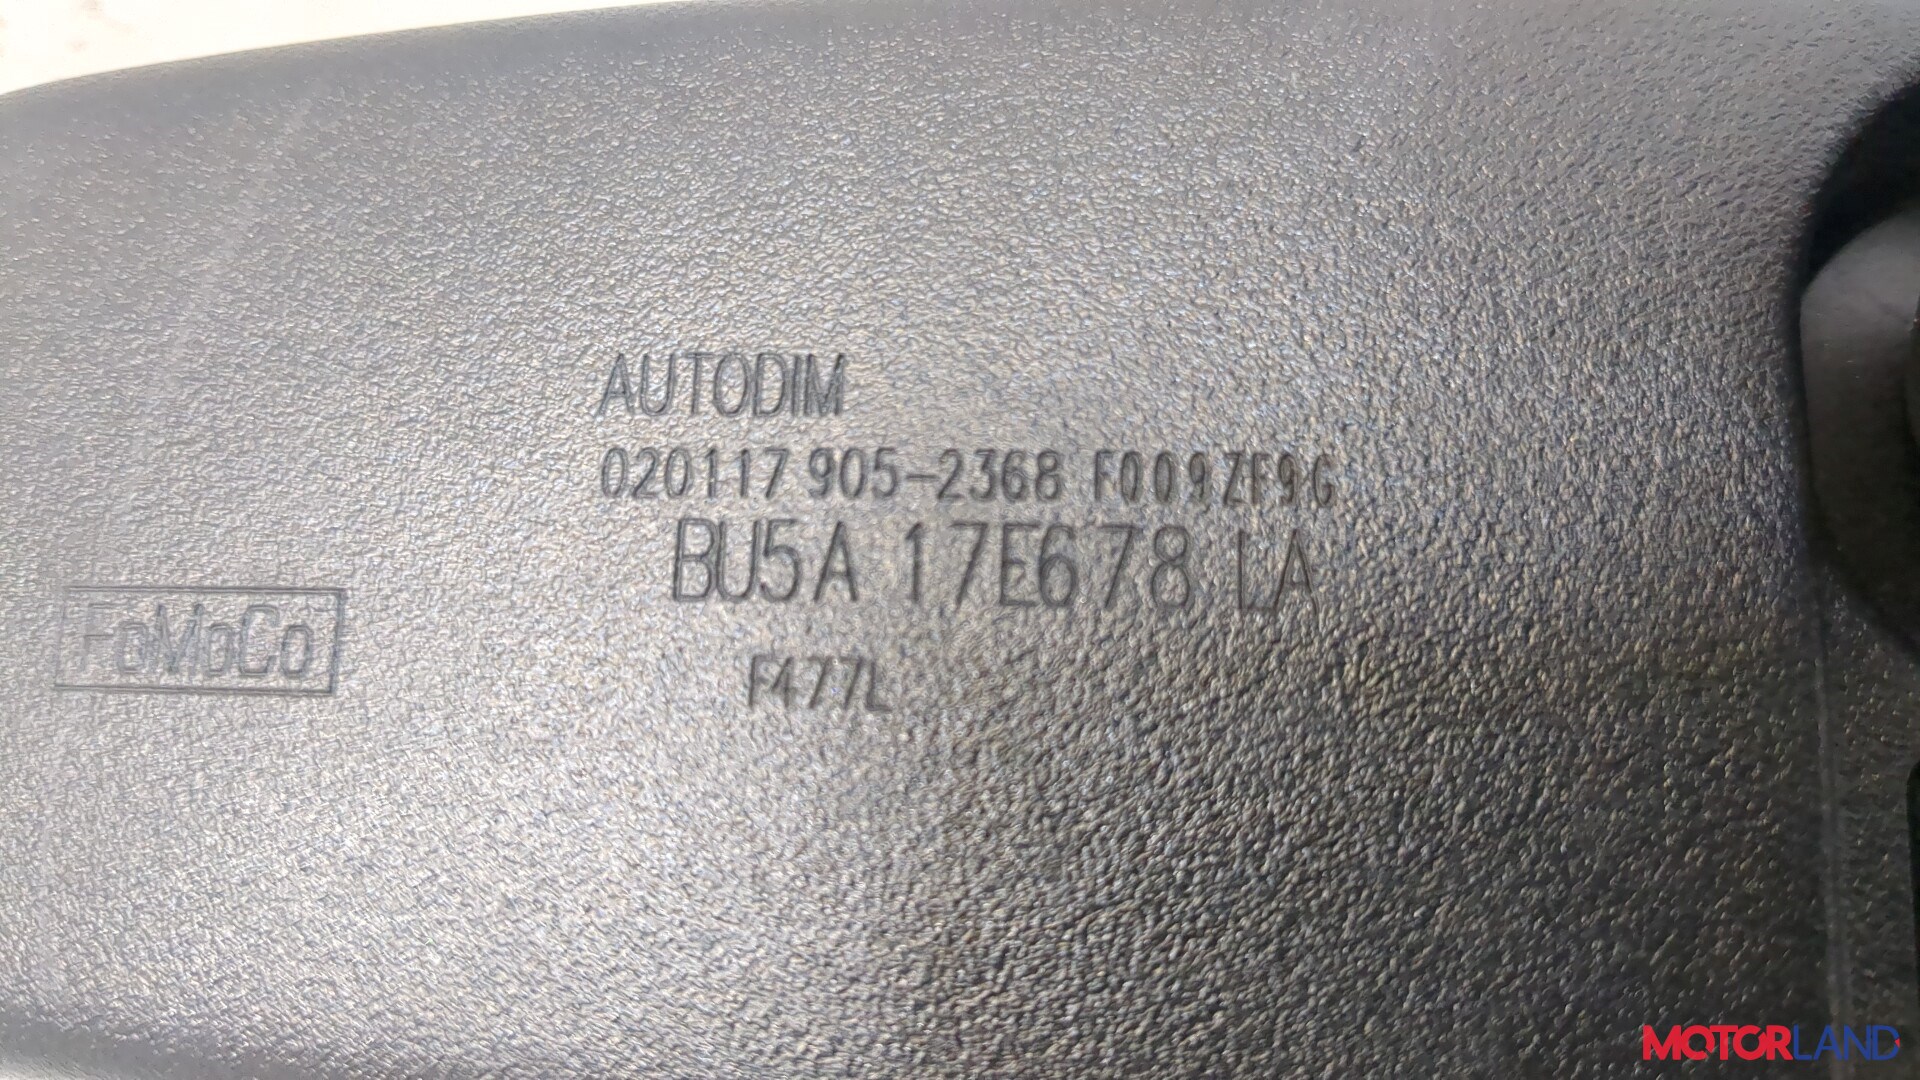 AUTODIM
020117 905-2368 F009ZF9G
BU5A 17E678 LA
FoMoCo
F477L
MOTORLAND